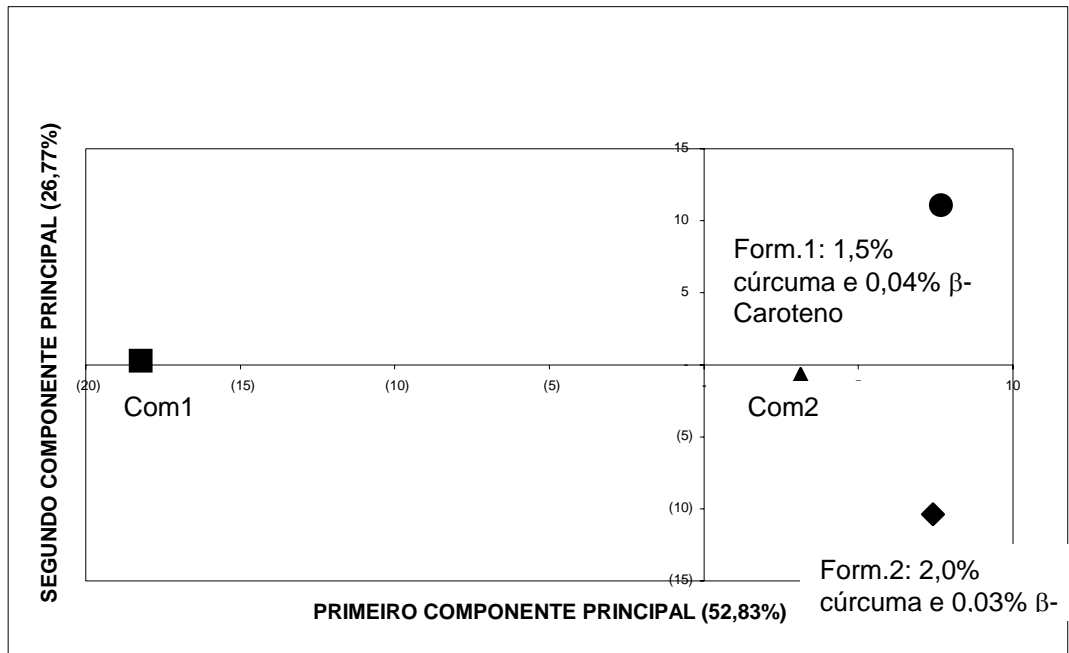 SEGUNDO COMPONENTE PRINCIPAL (26,77%)
15
10
Form.1: 1,5%
cúrcuma e 0,04% β-
Caroteno
5
-
(20) (15) (10) (5) - 10
Com1 Com2
(5)
(10)
(15)
Form.2: 2,0%
cúrcuma e 0,03% β-
PRIMEIRO COMPONENTE PRINCIPAL (52,83%)